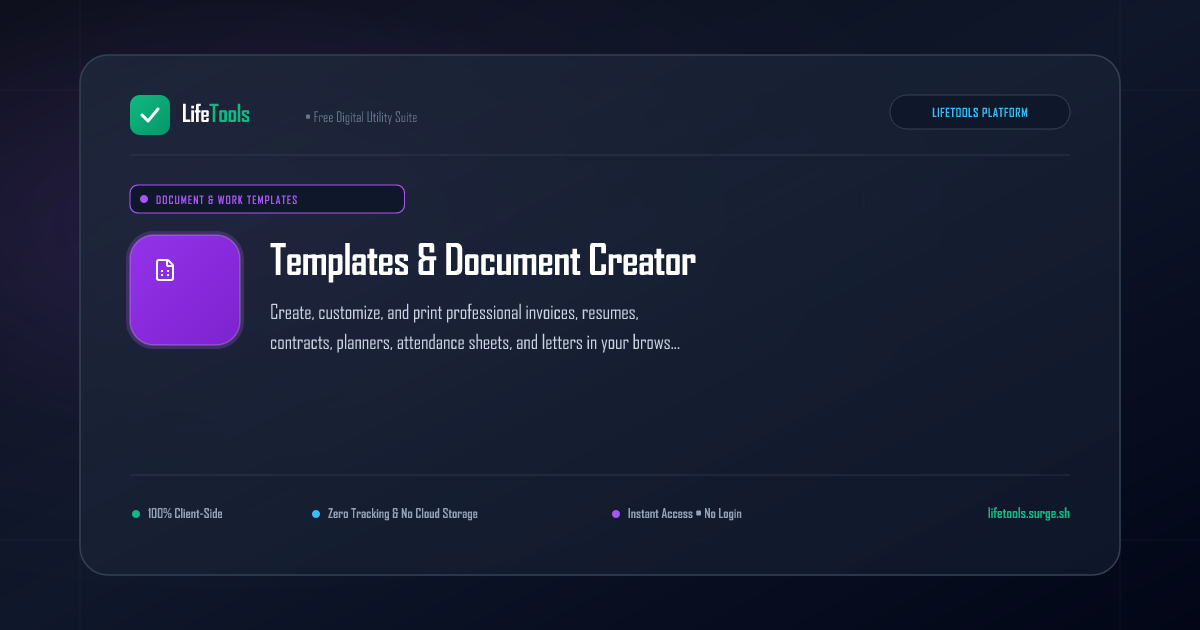 LifeTools
▪ Free Digital Utility Suite
LIFETOOLS PLATFORM
DOCUMENT & WORK TEMPLATES
Templates & Document Creator
Create, customize, and print professional invoices, resumes,
contracts, planners, attendance sheets, and letters in your brows...
100% Client-Side
Zero Tracking & No Cloud Storage
Instant Access ▪ No Login
lifetools.surge.sh